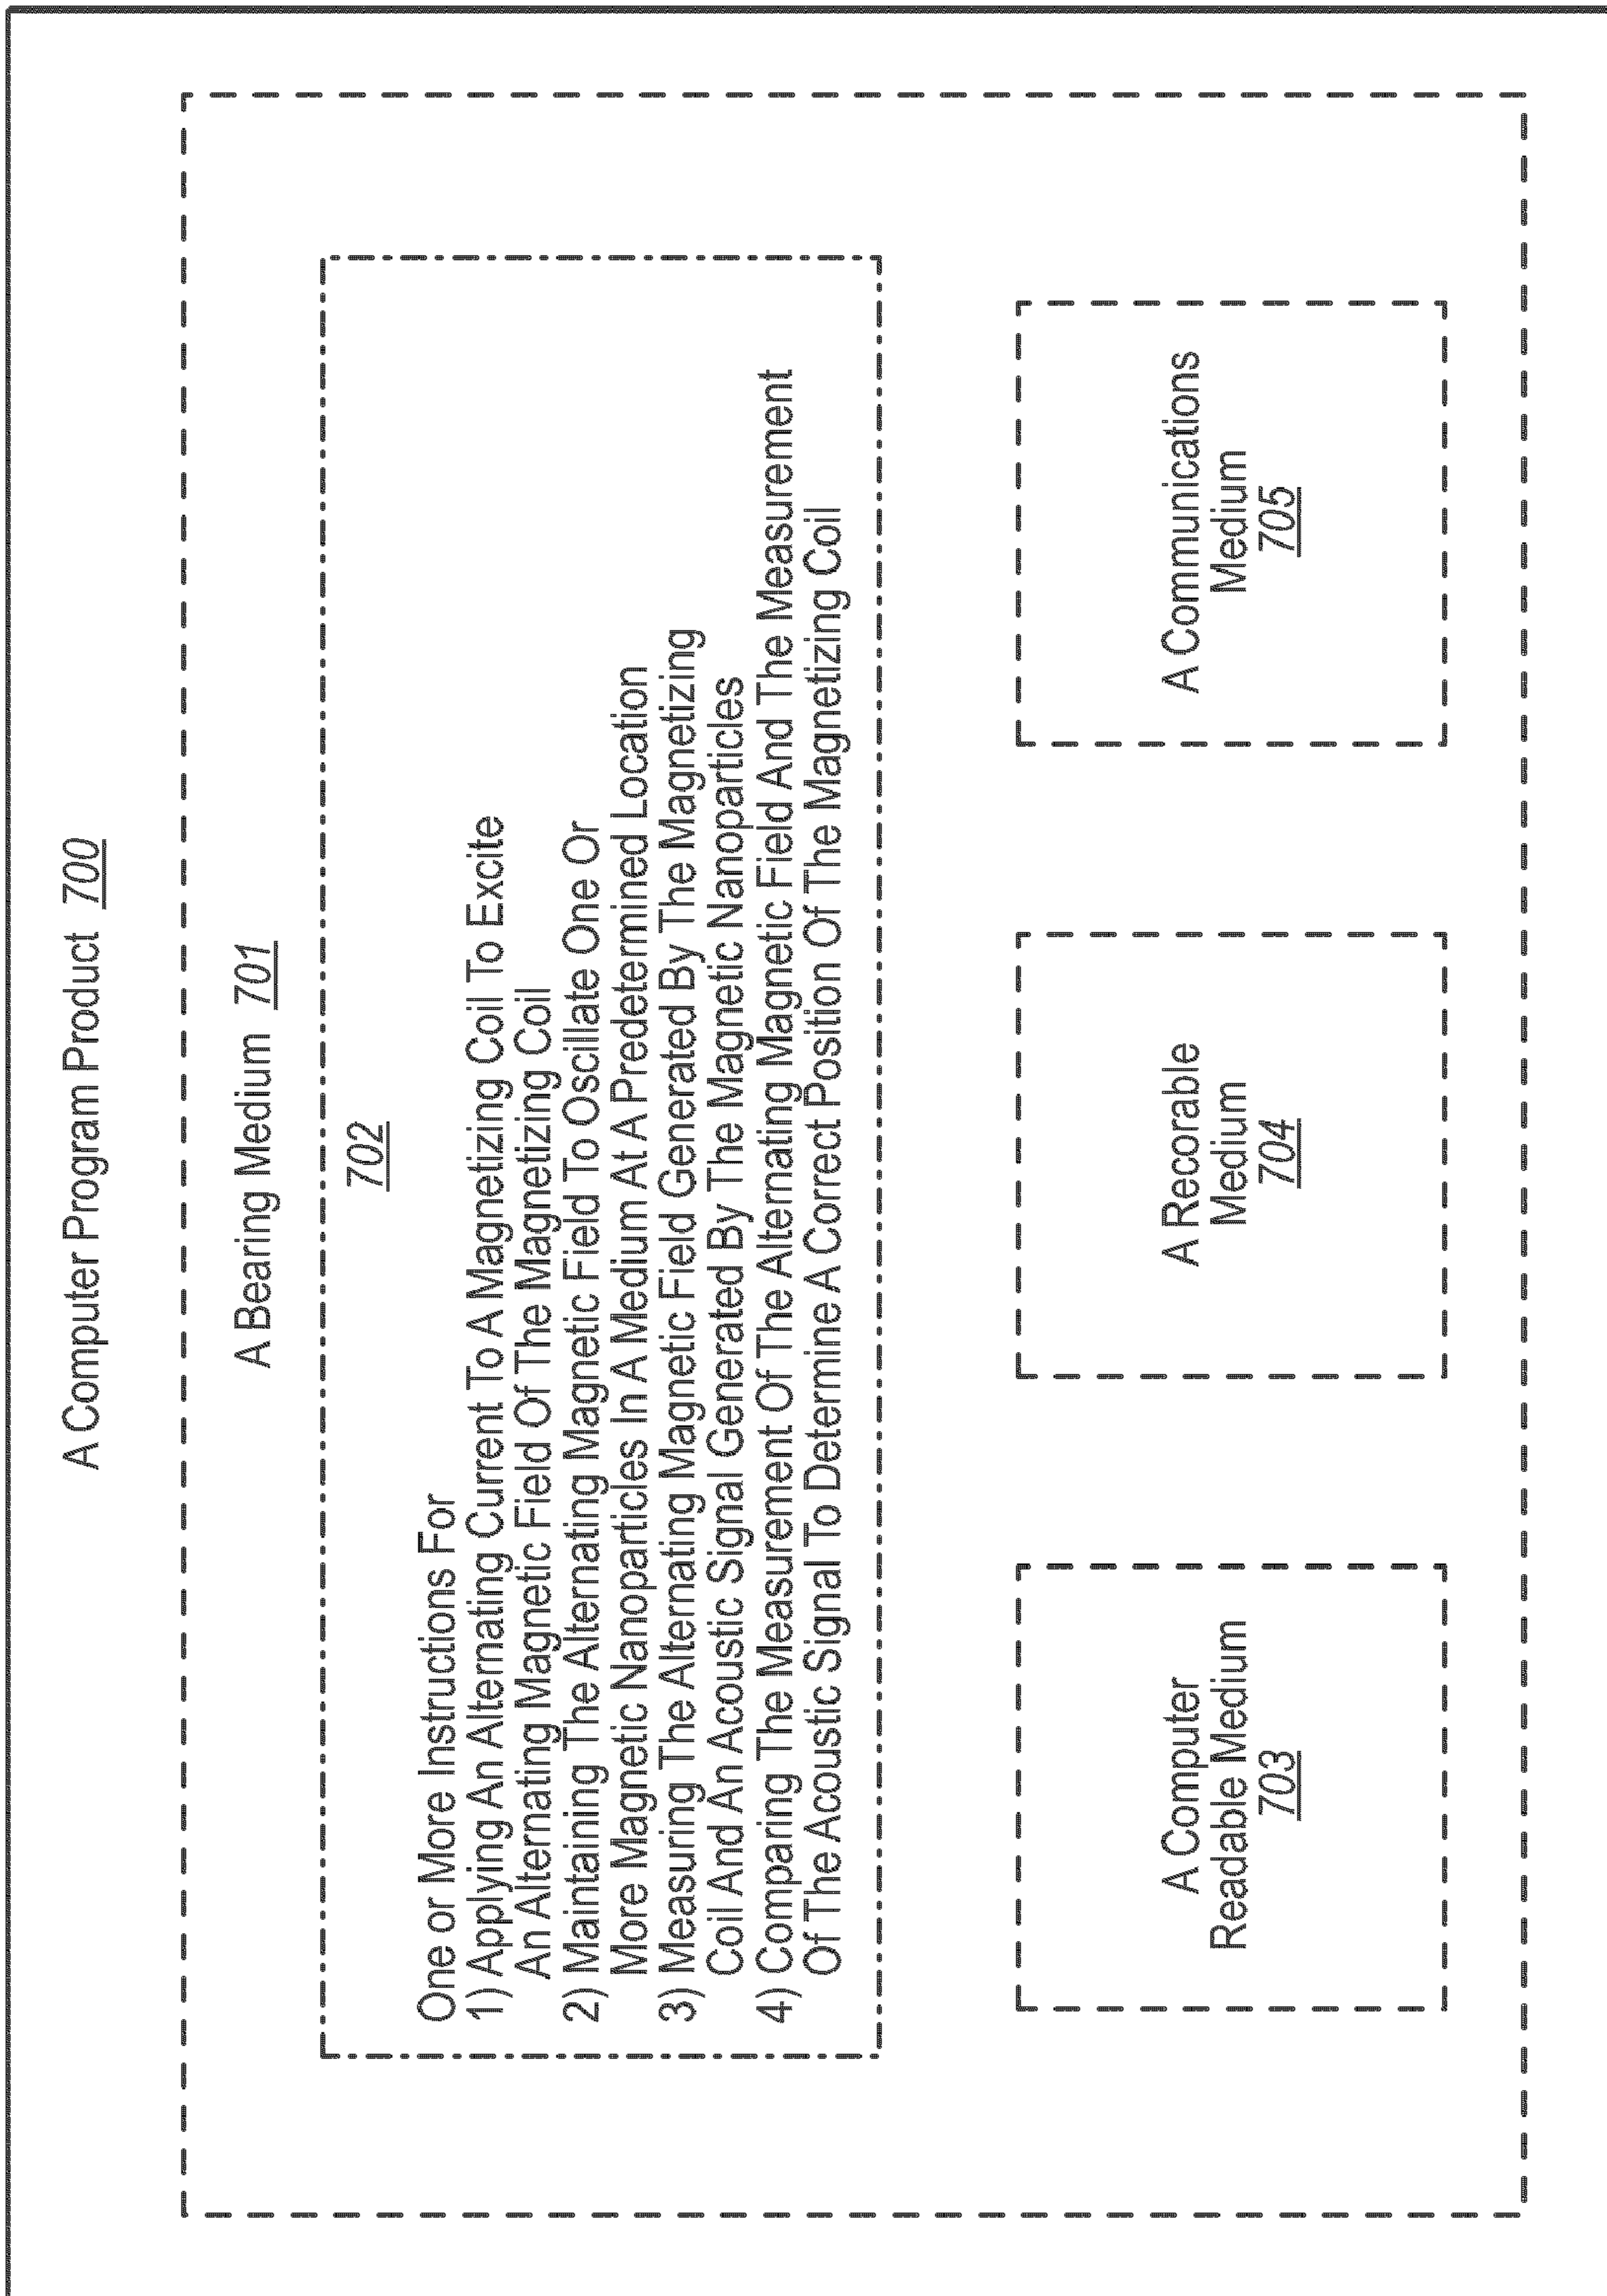 A Computer Program Product 700
A Bearing Medium 701
702
One or More Instructions For
1) Applying An Alternating Current To A Magnetizing Coil To Excite
An Alternating Magnetic Field Of The Magnetizing Coil
2) Maintaining The Alternating Magnetic Field To Oscillate One Or
More Magnetic Nanoparticles In A Medium At A Predetermined Location
3) Measuring The Alternating Magnetic Field Generated By The Magnetizing
Coil And An Acoustic Signal Generated By The Magnetic Nanoparticles
4) Comparing The Measurement Of The Alternating Magnetic Field And The Measurement
Of The Acoustic Signal To Determine A Correct Position Of The Magnetizing Coil
A Computer
Readable Medium
703
A Recorable
Medium
704
A Communications
Medium
705